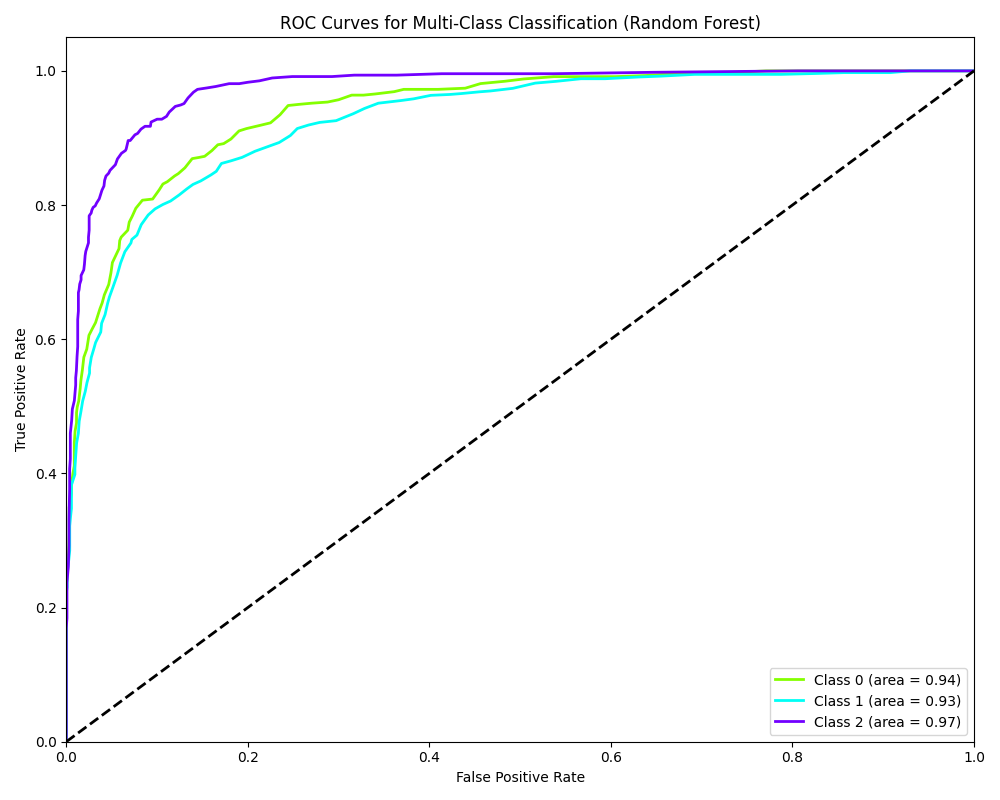 ROC Curves for Multi-Class Classification (Random Forest)
True Positive Rate
1.0
0.8
0.6
0.4
0.2
0.0
0.0 0.2 0.4 0.6 0.8 1.0
False Positive Rate
Class 0 (area = 0.94)
Class 1 (area = 0.93)
Class 2 (area = 0.97)